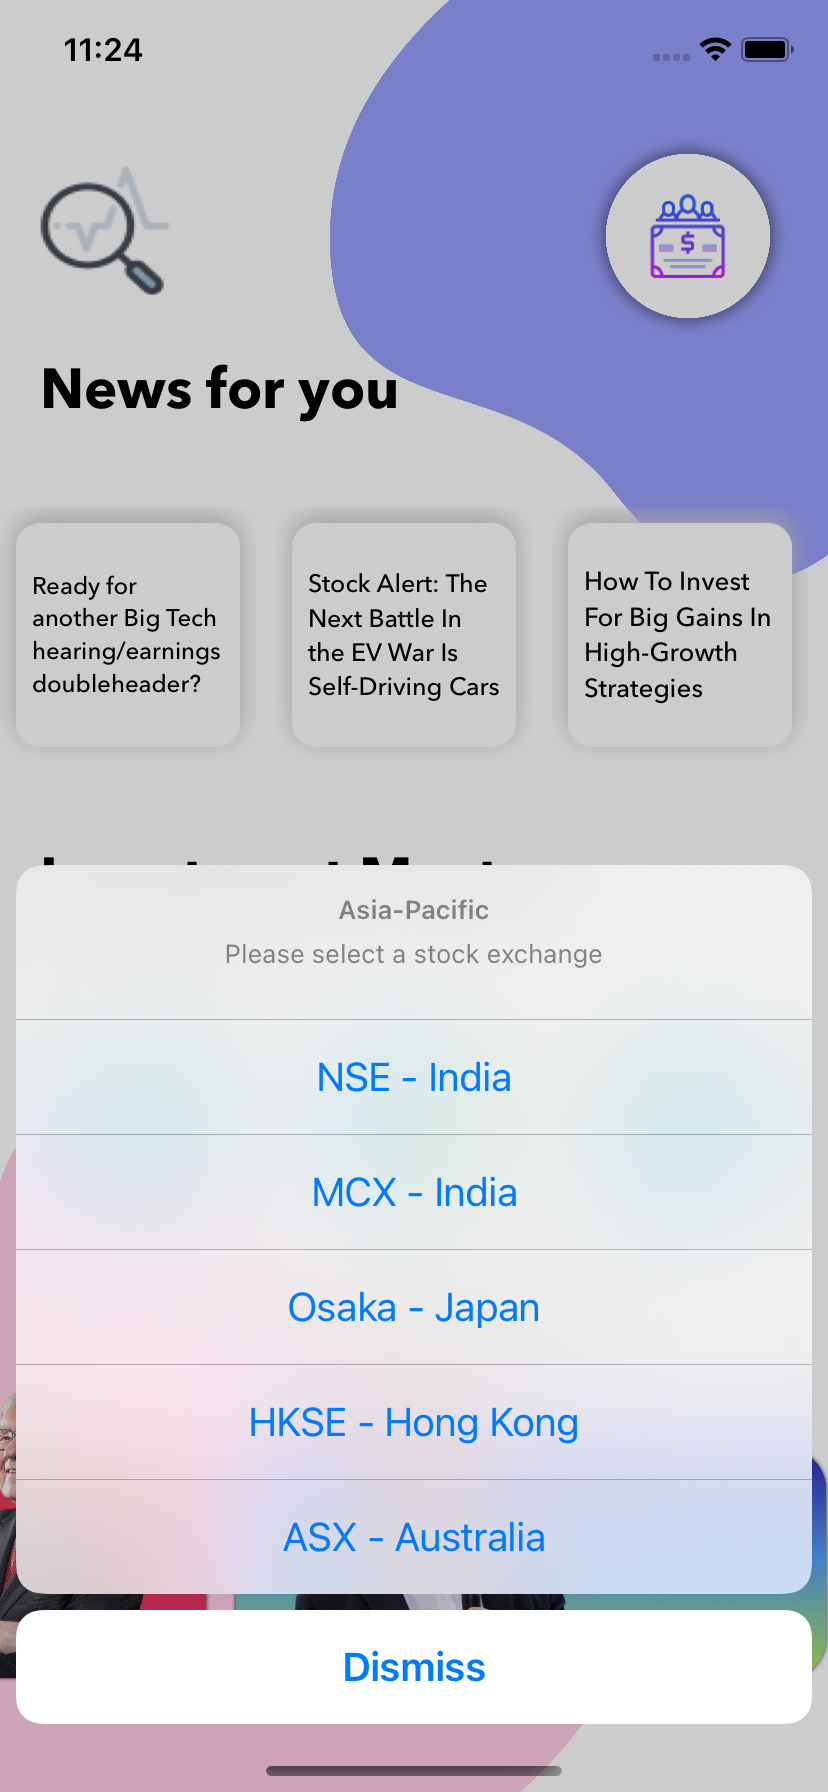 11:24
$
News for you
Ready for
another Big Tech
hearing/earnings
doubleheader?
Stock Alert: The
Next Battle In
the EV War Is
Self-Driving Cars
How To Invest
For Big Gains In
High-Growth
Strategies
Asia-Pacific
Please select a stock exchange
NSE - India
MCX - India
Osaka - Japan
HKSE - Hong Kong
ASX - Australia
Dismiss